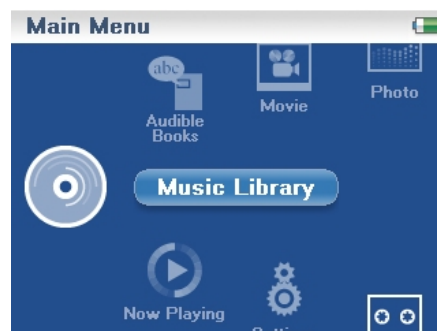 Main Menu
abc
Movie
Photo
Audible
Books
Music Library
Now Playing